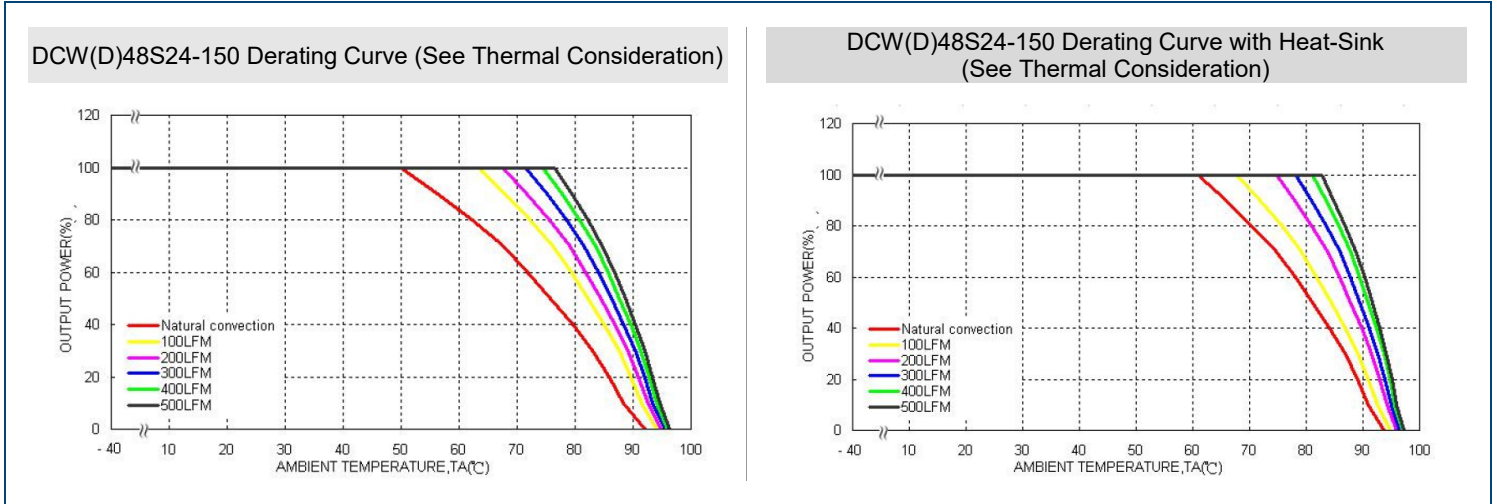 DCW(D)48S24-150 Derating Curve (See Thermal Consideration)
120
100
80
60
40
20
0
OUTPUT POWER(%)
Natural convection
100LFM
200LFM
300LFM
400LFM
500LFM
- 40 10 20 30 40 50 60 70 80 90 100
AMBIENT TEMPERATURE,TA(℃)
DCW(D)48S24-150 Derating Curve with Heat-Sink
(See Thermal Consideration)
120
100
80
60
40
20
0
OUTPUT POWER(%)
Natural convection
100LFM
200LFM
300LFM
400LFM
500LFM
- 40 10 20 30 40 50 60 70 80 90 100
AMBIENT TEMPERATURE,TA(℃)